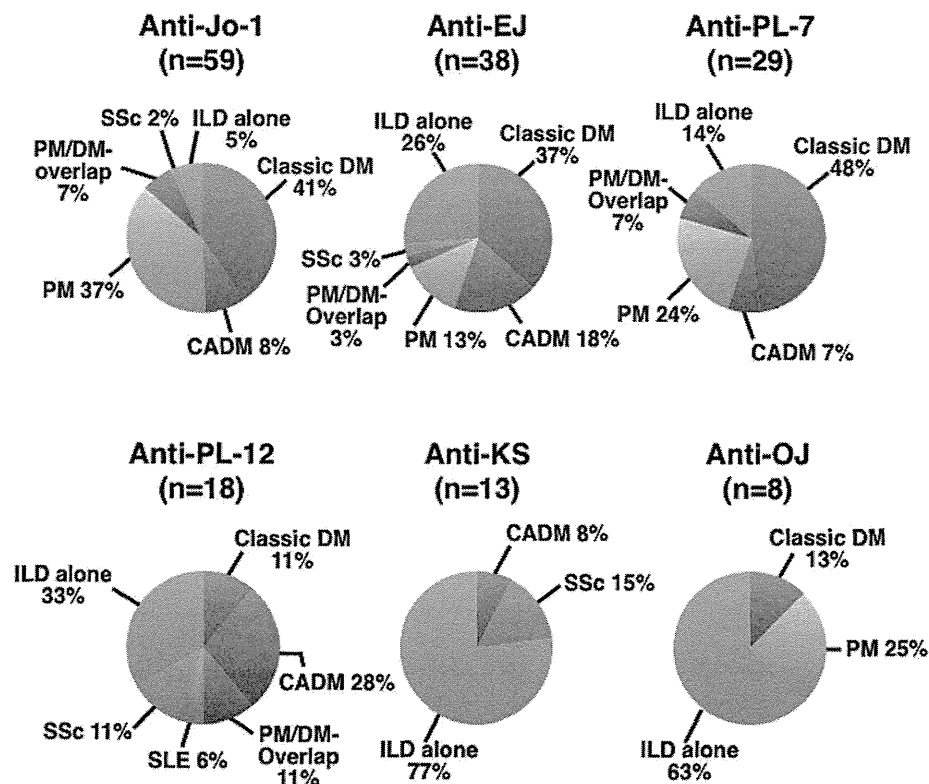 Anti-Jo-1
(n=59)
SSc 2%
ILD alone
5%
PM/DM-
overlap
7%
Classic DM
41%
PM 37%
CADM 8%
Anti-EJ
(n=38)
ILD alone
26%
Classic DM
37%
SSc 3%
PM/DM-
Overlap
3%
PM 13%
CADM 18%
Anti-PL-7
(n=29)
ILD alone
14%
Classic DM
48%
PM/DM-
Overlap
7%
PM 24%
CADM 7%
Anti-PL-12
(n=18)
Classic DM
11%
ILD alone
33%
CADM 28%
SSc 11%
SLE 6%
PM/DM-
Overlap
11%
Anti-KS
(n=13)
CADM 8%
SSc 15%
ILD alone
77%
Anti-OJ
(n=8)
Classic DM
13%
PM 25%
ILD alone
63%